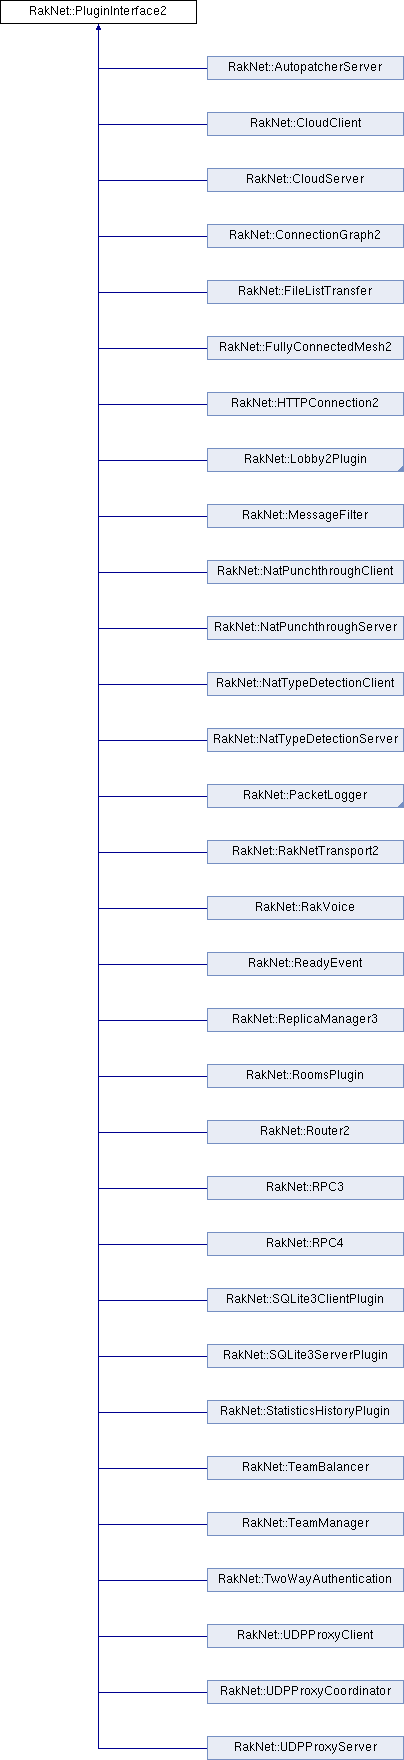 RakNet::PluginInterface2
RakNet::AutopatcherServer
RakNet::CloudClient
RakNet::CloudServer
RakNet::ConnectionGraph2
RakNet::FileListTransfer
RakNet::FullyConnectedMesh2
RakNet::HTTPConnection2
RakNet::Lobby2Plugin
RakNet::MessageFilter
RakNet::NatPunchthroughClient
RakNet::NatPunchthroughServer
RakNet::NatTypeDetectionClient
RakNet::NatTypeDetectionServer
RakNet::PacketLogger
RakNet::RakNetTransport2
RakNet::RakVoice
RakNet::ReadyEvent
RakNet::ReplicaManager3
RakNet::RoomsPlugin
RakNet::Router2
RakNet::RPC3
RakNet::RPC4
RakNet::SQLite3ClientPlugin
RakNet::SQLite3ServerPlugin
RakNet::StatisticsHistoryPlugin
RakNet::TeamBalancer
RakNet::TeamManager
RakNet::TwoWayAuthentication
RakNet::UDPProxyClient
RakNet::UDPProxyCoordinator
RakNet::UDPProxyServer